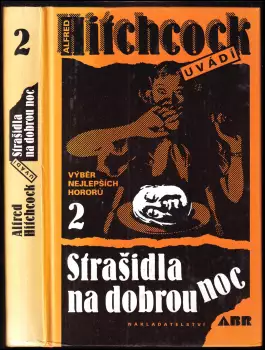 2
Strašidla
na dobrou noc
UVÁDÍ
Alfred
Hitchcock
ALFRED
Hitchcock
UVÁDÍ
VÝBĚR
NEJLEPŠÍCH
HORORŮ
2
Strašidla
na dobrou noc
NAKLADATELSTVÍ ABR